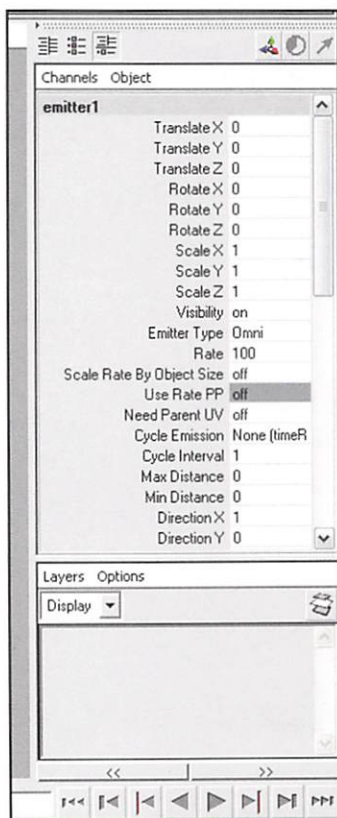 Channels Object
emitter1
Translate X 0
Translate Y 0
Translate Z 0
Rotate X 0
Rotate Y 0
Rotate Z 0
Scale X 1
Scale Y 1
Scale Z 1
Visibility on
Emitter Type Omni
Rate 100
Scale Rate By Object Size off
Use Rate PP off
Need Parent UV off
Cycle Emission None (timeR
Cycle Interval 1
Max Distance 0
Min Distance 0
Direction X 1
Direction Y 0
Layers Options
Display
<< >>